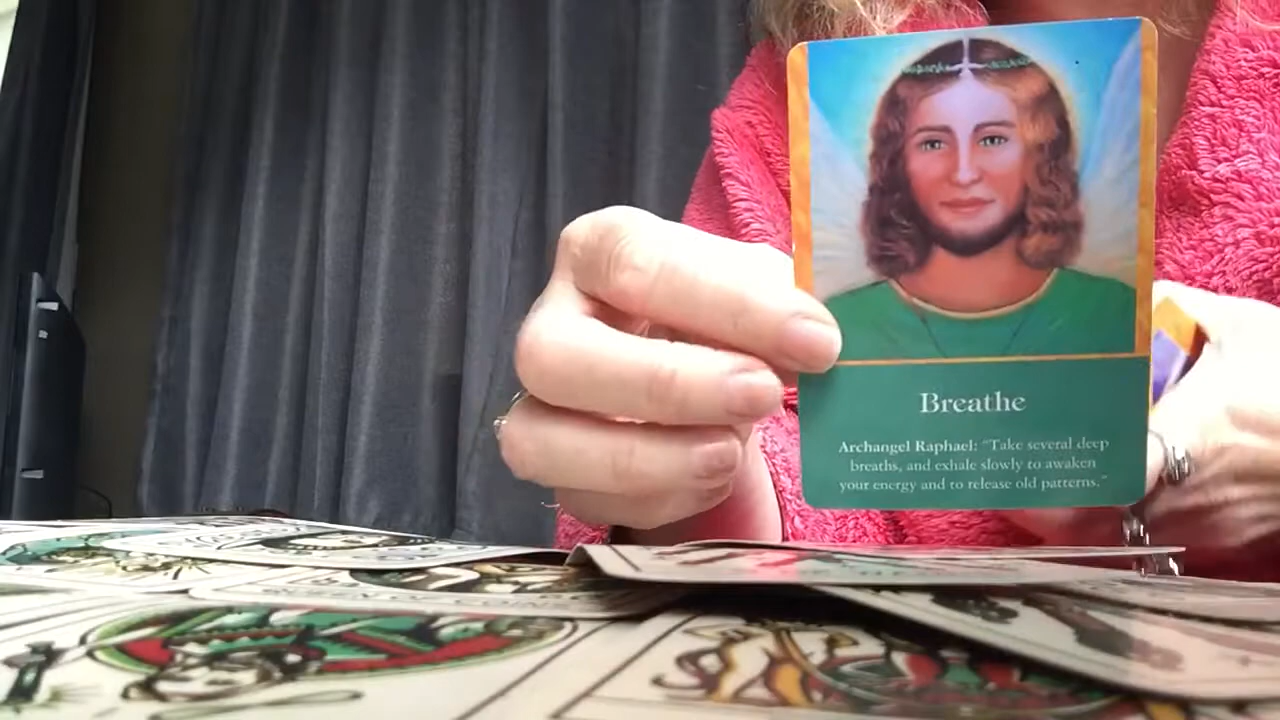 Breathe
Archangel Raphael: "Take several deep
breaths, and exhale slowly to awaken
your energy and to release old patterns."